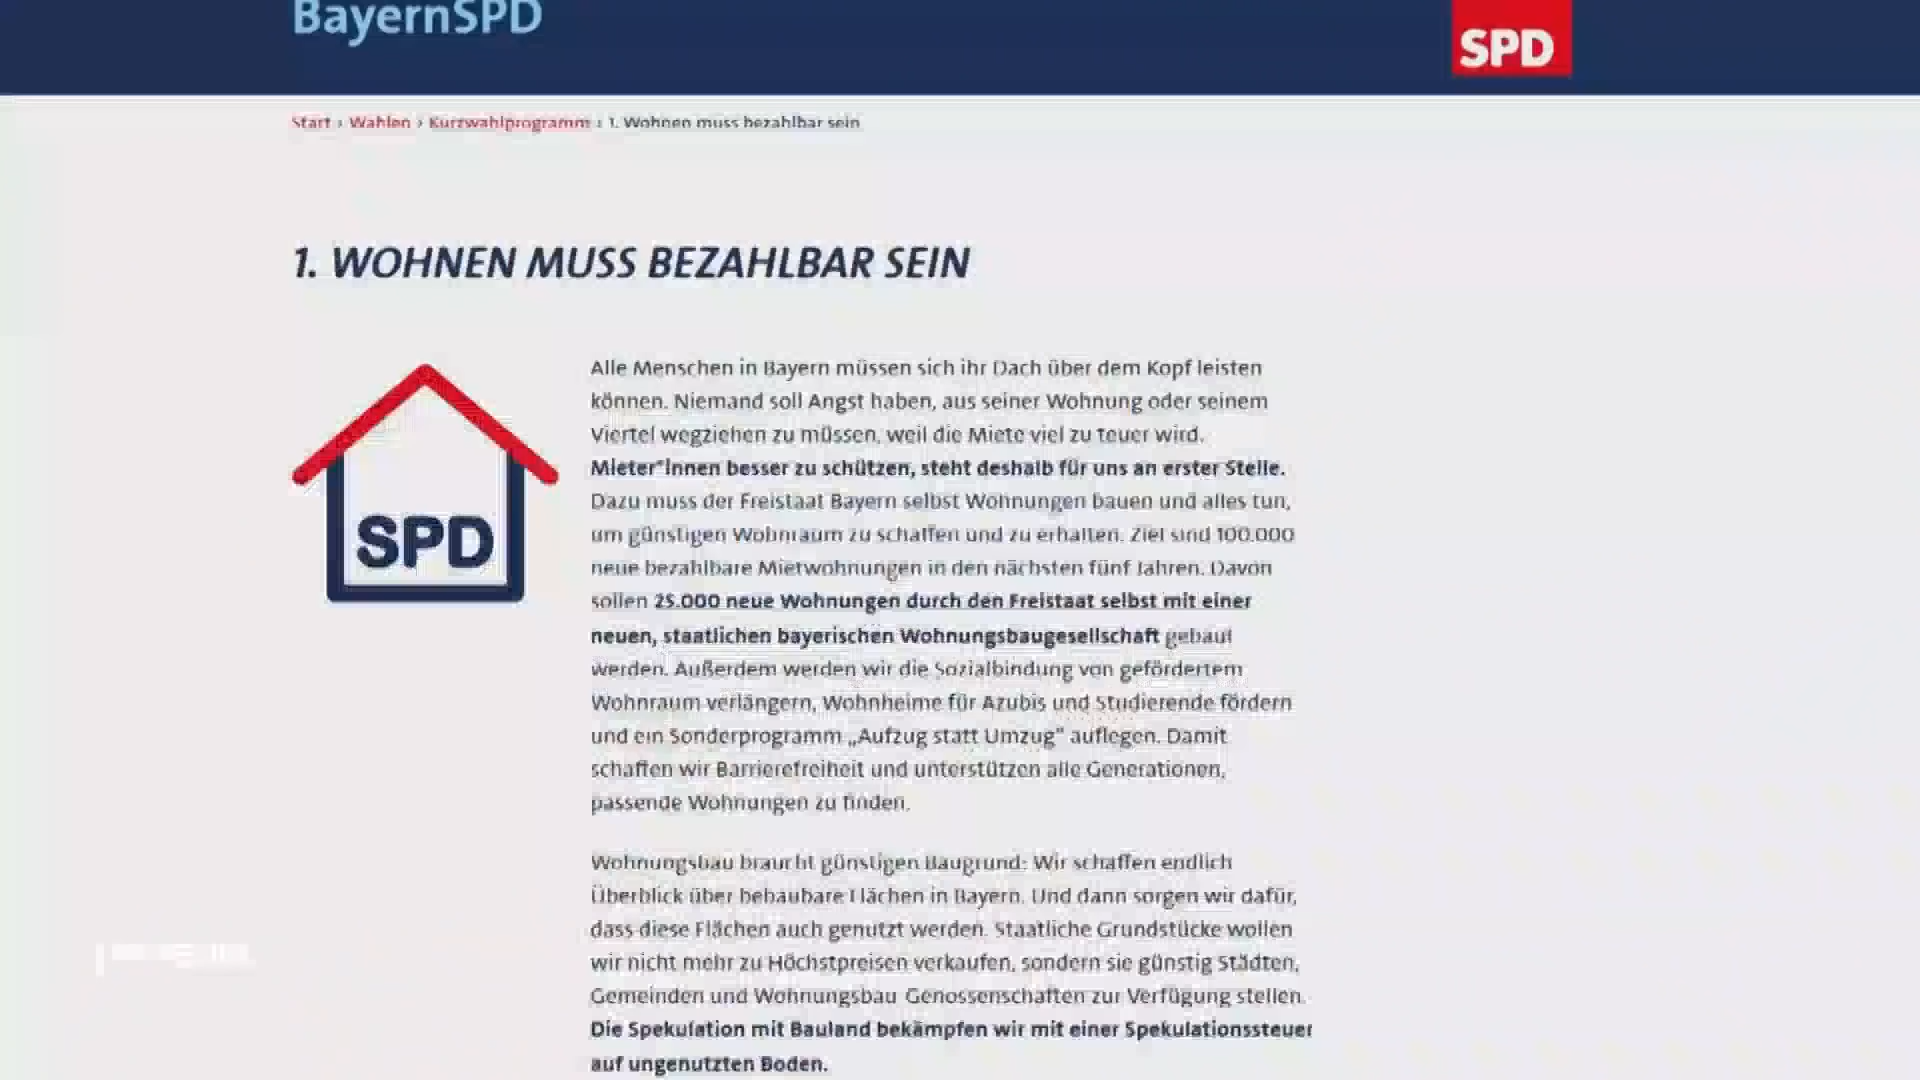 BayernSPD
SPD
Start › Wahlen › Kurzwahlprogramm › 1. Wohnen muss bezahlbar sein
1. WOHNEN MUSS BEZAHLBAR SEIN
SPD
Alle Menschen in Bayern müssen sich ihr Dach über dem Kopf leisten
können. Niemand soll Angst haben, aus seiner Wohnung oder seinem
Viertel wegziehen zu müssen, weil die Miete viel zu teuer wird.
Mieter*innen besser zu schützen, steht deshalb für uns an erster Stelle.
Dazu muss der Freistaat Bayern selbst Wohnungen bauen und alles tun,
um günstigen Wohnraum zu schaffen und zu erhalten. Ziel sind 100.000
neue bezahlbare Mietwohnungen in den nächsten fünf Jahren. Davon
sollen 25.000 neue Wohnungen durch den Freistaat selbst mit einer
neuen, staatlichen bayerischen Wohnungsbaugesellschaft gebaut
werden. Außerdem werden wir die Sozialbindung von gefördertem
Wohnraum verlängern, Wohnheime für Azubis und Studierende fördern
und ein Sonderprogramm „Aufzug statt Umzug" auflegen. Damit
schaffen wir Barrierefreiheit und unterstützen alle Generationen,
passende Wohnungen zu finden.
Wohnungsbau braucht günstigen Baugrund: Wir schaffen endlich
Überblick über bebaubare Flächen in Bayern. Und dann sorgen wir dafür,
dass diese Flächen auch genutzt werden. Staatliche Grundstücke wollen
wir nicht mehr zu Höchstpreisen verkaufen, sondern sie günstig Städten,
Gemeinden und Wohnungsbau-Genossenschaften zur Verfügung stellen.
Die Spekulation mit Bauland bekämpfen wir mit einer Spekulationssteuer
auf ungenutzten Boden.